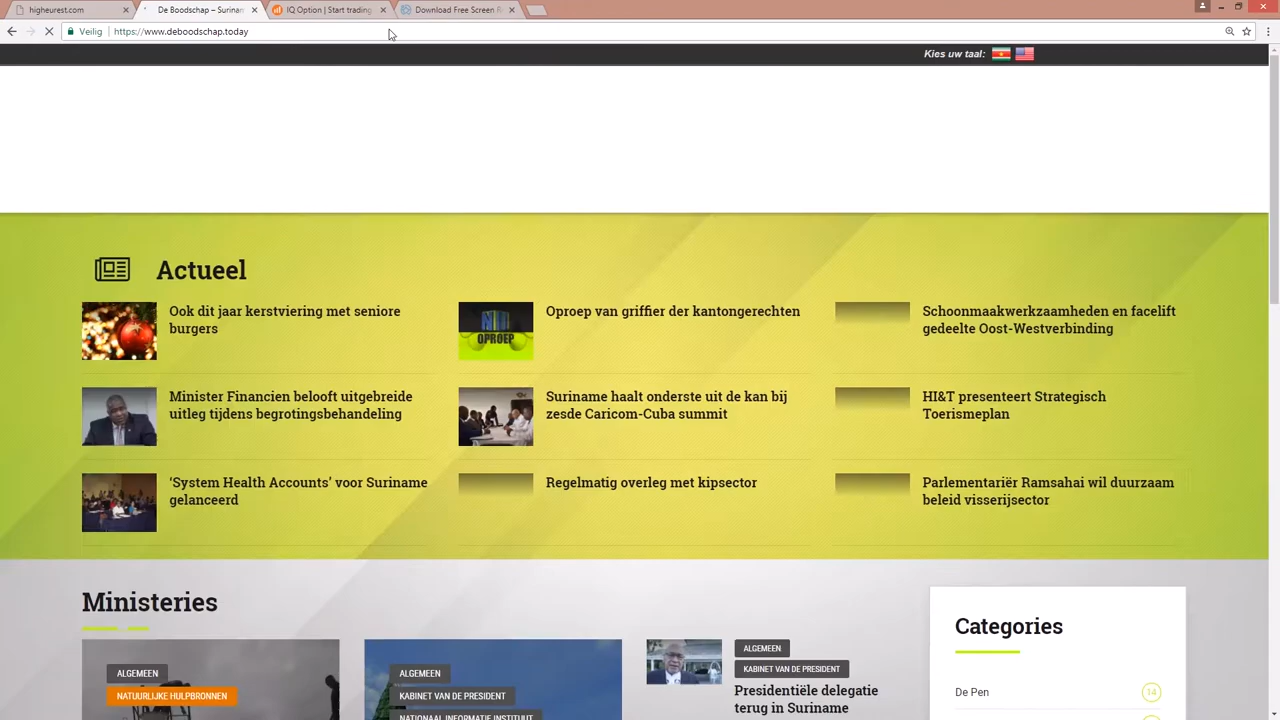 higheurest.com
De Boodschap – Surinam
IQ Option | Start trading
Download Free Screen Re
Veilig
https://www.deboodschap.today
Kies uw taal:
Actueel
Ook dit jaar kerstviering met seniore
burgers
Oproep van griffier der kantongerechten
OPROEP
Schoonmaakwerkzaamheden en facelift
gedeelte Oost-Westverbinding
Minister Financien belooft uitgebreide
uitleg tijdens begrotingsbehandeling
Suriname haalt onderste uit de kan bij
zesde Caricom-Cuba summit
HI&T presenteert Strategisch
Toerismeplan
‘System Health Accounts’ voor Suriname
gelanceerd
Regelmatig overleg met kipsector
Parlementariër Ramsahai wil duurzaam
beleid visserijsector
Ministeries
ALGEMEEN
NATUURLIJKE HULPBRONNEN
ALGEMEEN
KABINET VAN DE PRESIDENT
NATIONAAL INFORMATIE INSTITUUT
ALGEMEEN
KABINET VAN DE PRESIDENT
Presidentiële delegatie
terug in Suriname
Categories
De Pen
14